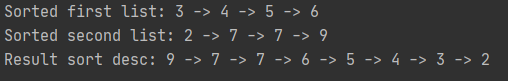 Sorted first list: 3 -> 4 -> 5 -> 6
Sorted second list: 2 -> 7 -> 7 -> 9
Result sort desc: 9 -> 7 -> 7 -> 6 -> 5 -> 4 -> 3 -> 2